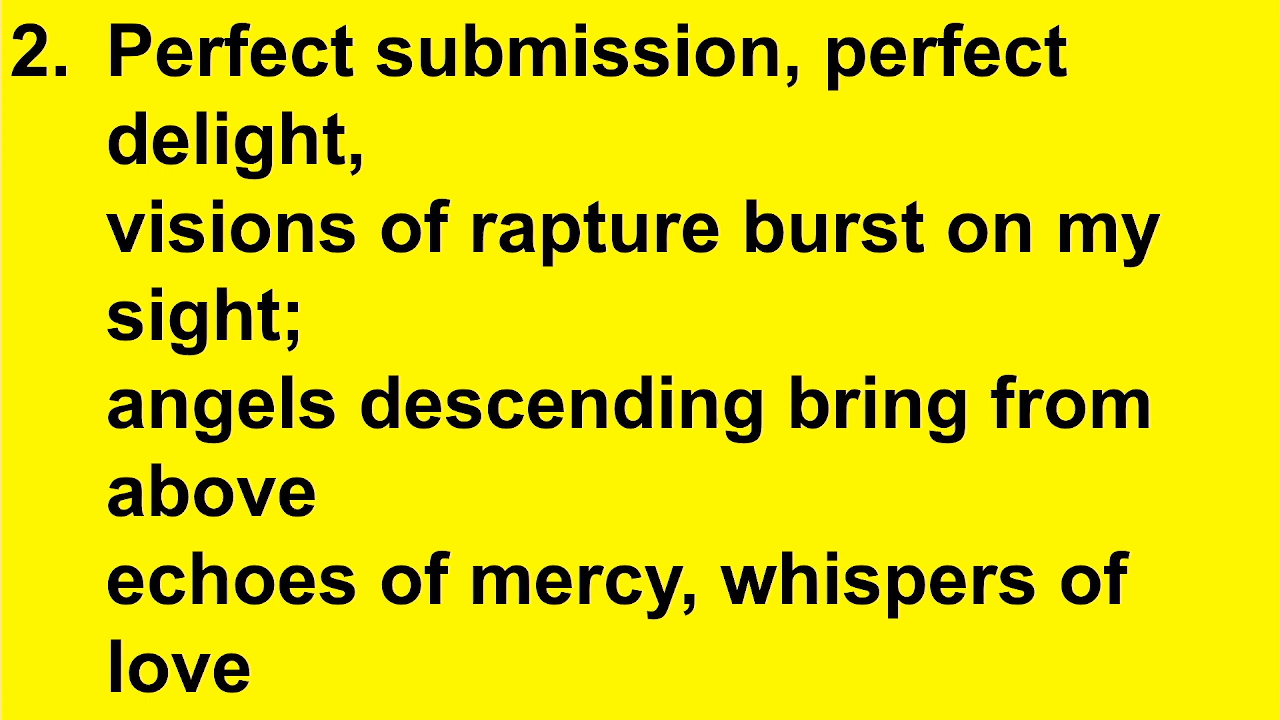 2. Perfect submission, perfect
delight,
visions of rapture burst on my
sight;
angels descending bring from
above
echoes of mercy, whispers of
love